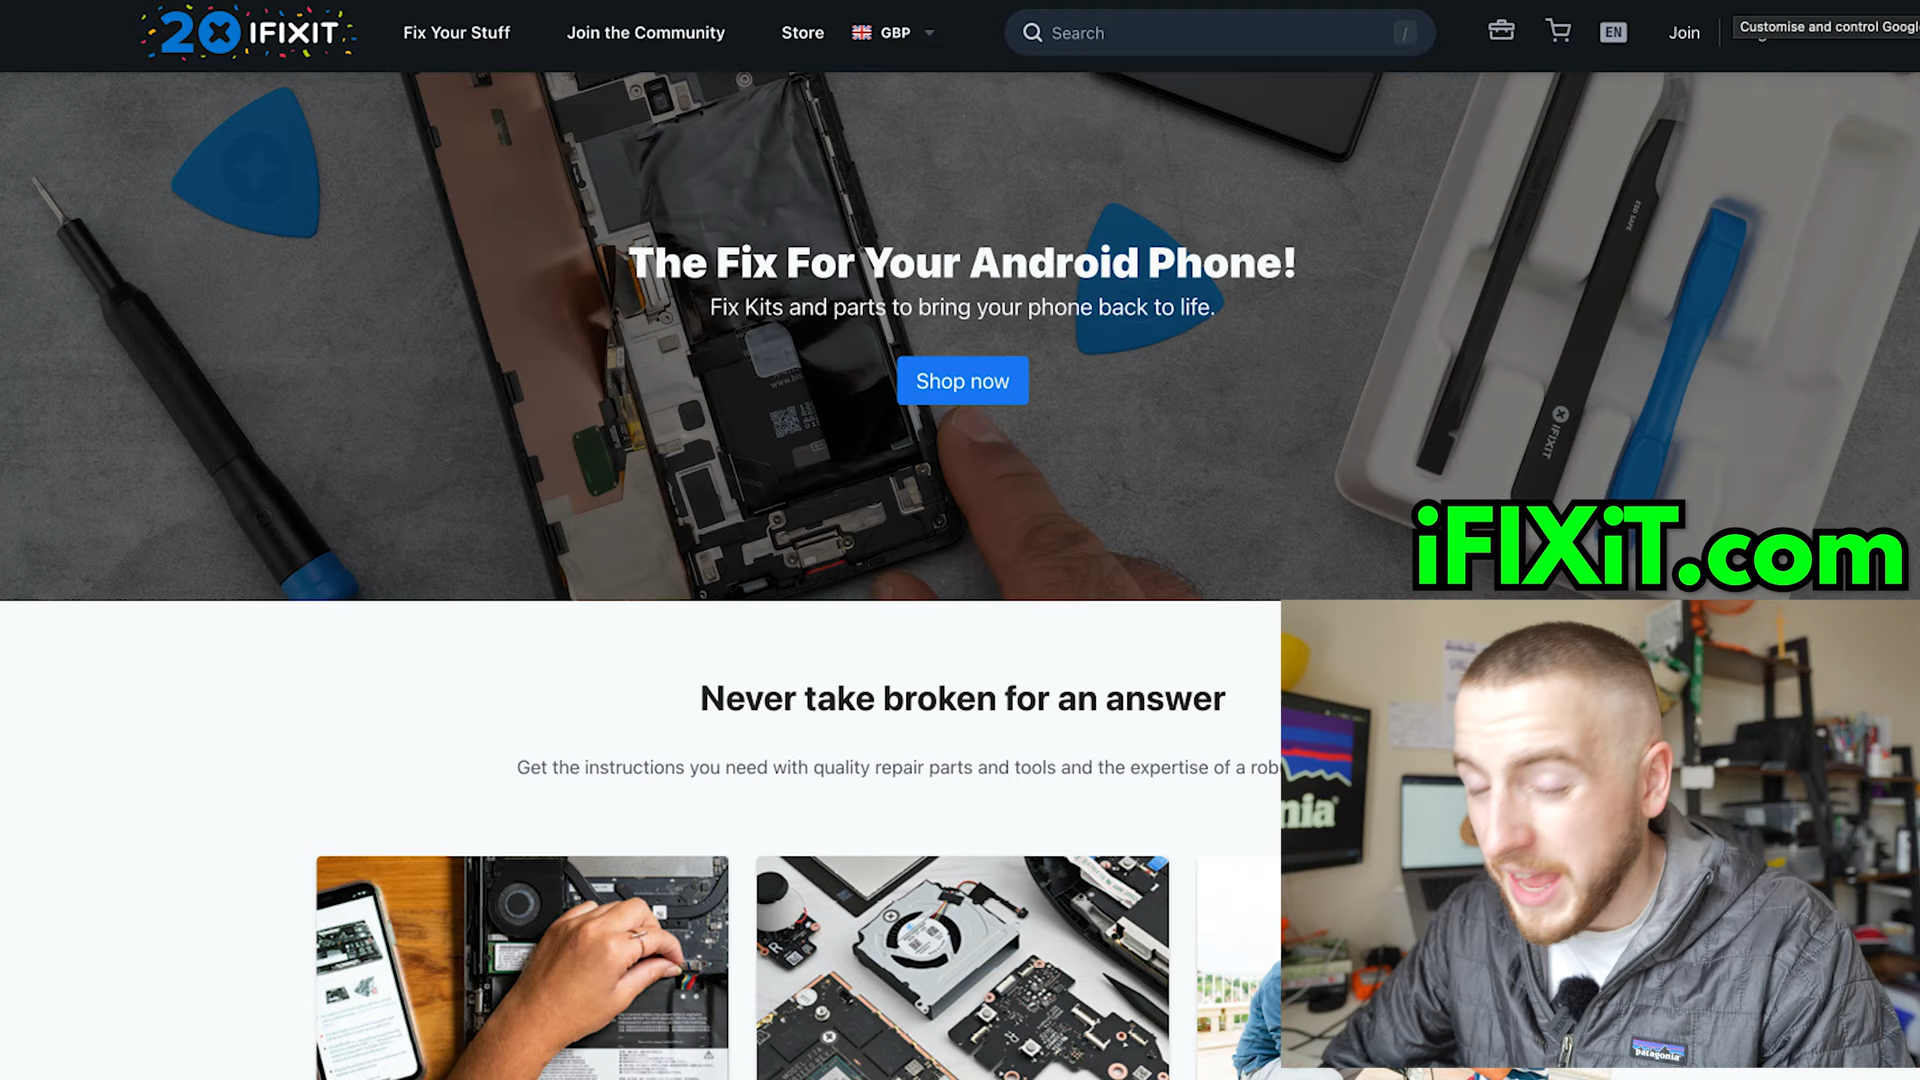 20 IFIXIT
Fix Your Stuff
Join the Community
Store
GBP
Search
/
EN
Join
Customise and control Googl
The Fix For Your Android Phone!
Fix Kits and parts to bring your phone back to life.
Shop now
ESD SAFE
IFIXIT
iFIXiT.com
Never take broken for an answer
Get the instructions you need with quality repair parts and tools and the expertise of a rob
nia
R
R
patagonia